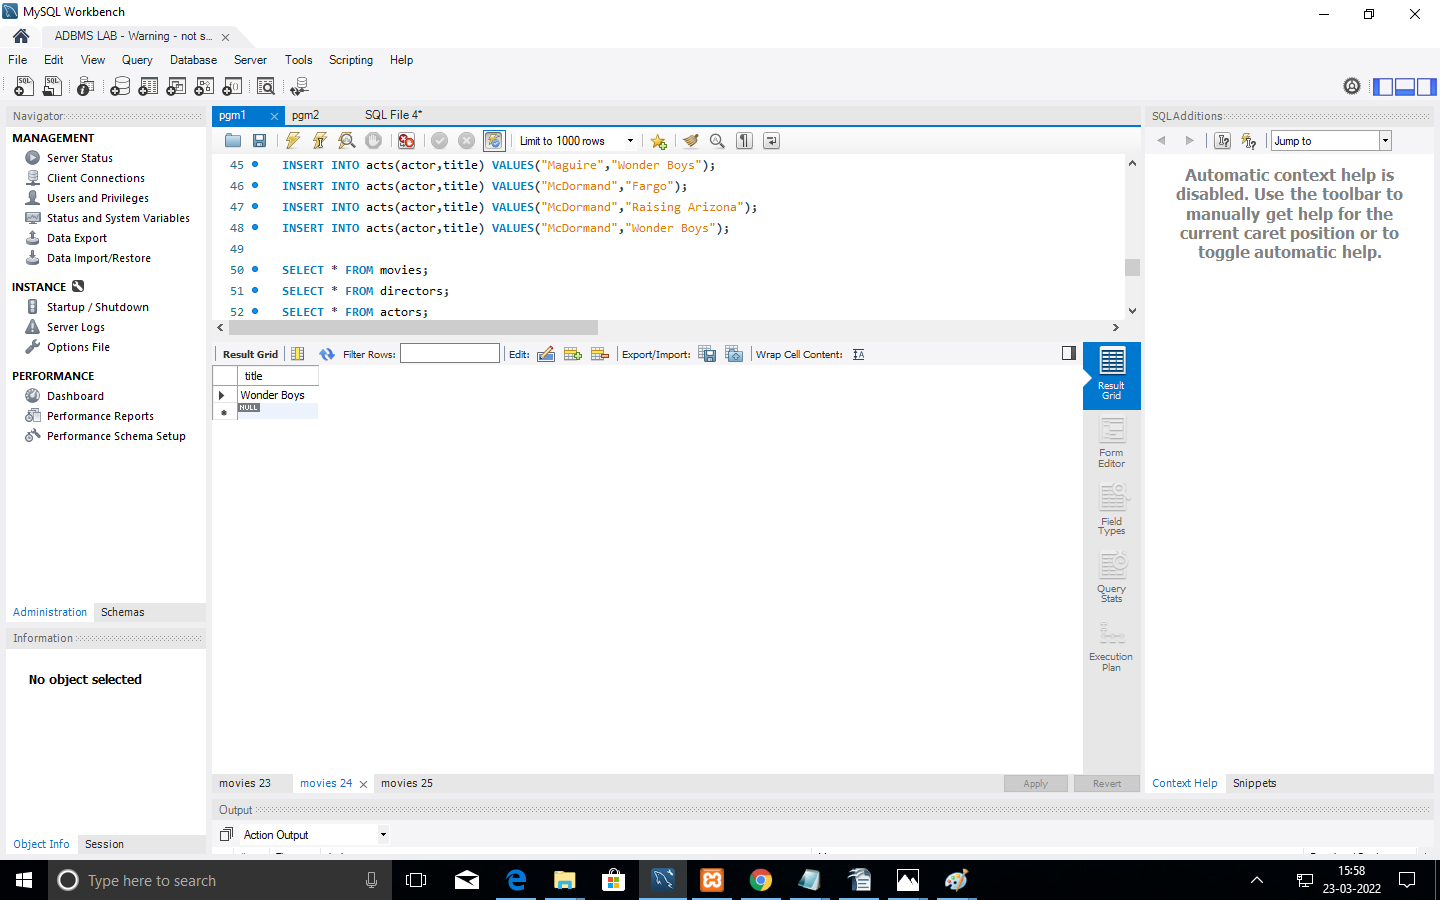 MySQL Workbench
ADBMS LAB - Warning - not s...
File Edit View Query Database Server Tools Scripting Help
Navigator
MANAGEMENT
Server Status
Client Connections
Users and Privileges
Status and System Variables
Data Export
Data Import/Restore
INSTANCE
Startup / Shutdown
Server Logs
Options File
PERFORMANCE
Dashboard
Performance Reports
Performance Schema Setup
Administration Schemas
Information
No object selected
Object Info Session
pgm1 pgm2 SQL File 4*
Limit to 1000 rows
45 INSERT INTO acts(actor,title) VALUES("Maguire","Wonder Boys");
46 INSERT INTO acts(actor,title) VALUES("McDormand","Fargo");
47 INSERT INTO acts(actor,title) VALUES("McDormand","Raising Arizona");
48 INSERT INTO acts(actor,title) VALUES("McDormand","Wonder Boys");
49
50 SELECT * FROM movies;
51 SELECT * FROM directors;
52 SELECT * FROM actors;
Result Grid Filter Rows: Edit: Export/Import: Wrap Cell Content:
title
Wonder Boys
NULL
Result
Grid
Form
Editor
Field
Types
Query
Stats
Execution
Plan
movies 23 movies 24 movies 25
Apply Revert
Output
Action Output
SQLAdditions
Jump to
Automatic context help is
disabled. Use the toolbar to
manually get help for the
current caret position or to
toggle automatic help.
Context Help Snippets
Type here to search
15:58
23-03-2022